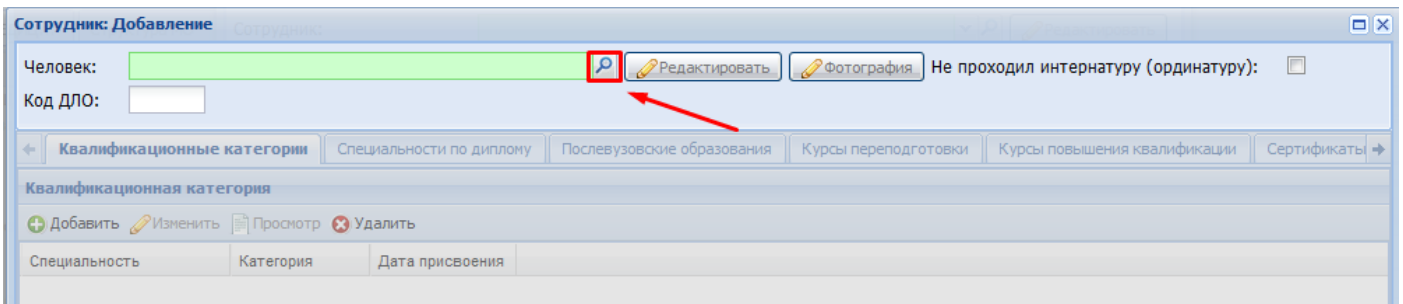 Сотрудник: Добавление
Человек: Редактировать Фотография Не проходил интернатуру (ординатуру):
Код ДЛО:
Квалификационные категории Специальности по диплому Послевузовские образования Курсы переподготовки Курсы повышения квалификации Сертификаты
Квалификационная категория
Добавить Изменить Просмотр Удалить
Специальность Категория Дата присвоения